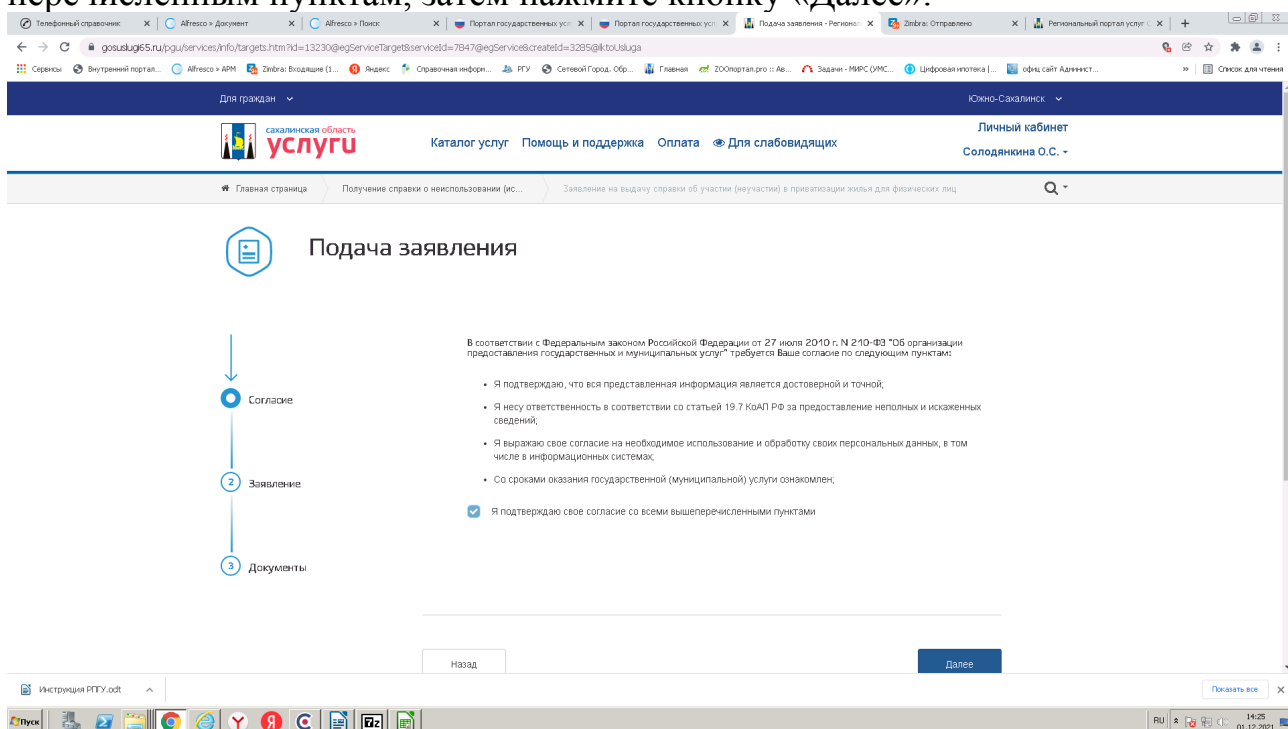 перечисленным пунктам, затем нажмите кнопку «Далее».
Телефонный справочник
Alfresco » Документ
Alfresco » Поиск
Портал государственных усл
Портал государственных усл
Подача заявления - Региональ
Zimbra: Отправлено
Региональный портал услуг
gosuslugi65.ru/pgu/services/info/targets.htm?id=13230@egServiceTarget&serviceId=7847@egService&createId=3285@iktoUsluga
Сервисы
Внутренний портал...
Alfresco » АРМ
Zimbra: Входящие (1...
Яндекс
Справочная информ...
РГУ
Сетевой Город. Обр...
Главная
ZOOпортал.pro :: Ав...
Задачи - МИРС (УМС...
Цифровая ипотека |...
офиц сайт Админист...
»
Список для чтения
Для граждан
Южно-Сахалинск
сахалинская область
услуги
Каталог услуг Помощь и поддержка Оплата Для слабовидящих
Личный кабинет
Солодянкина О.С.
Главная страница
Получение справки о неиспользовании (ис...
Заявление на выдачу справки об участии (неучастии) в приватизации жилья для физических лиц
Подача заявления
В соответствии с Федеральным законом Российской Федерации от 27 июля 2010 г. N 210-ФЗ "Об организации
предоставления государственных и муниципальных услуг" требуется Ваше согласие по следующим пунктам:
• Я подтверждаю, что вся представленная информация является достоверной и точной;
Согласие
• Я несу ответственность в соответствии со статьей 19.7 КоАП РФ за предоставление неполных и искаженных
сведений;
• Я выражаю свое согласие на необходимое использование и обработку своих персональных данных, в том
числе в информационных системах;
2 Заявление
• Со сроками оказания государственной (муниципальной) услуги ознакомлен;
Я подтверждаю свое согласие со всеми вышеперечисленными пунктами
3 Документы
Назад
Далее
Инструкция РПГУ.odt
Показать все
Пуск
RU
14:25
01.12.2021